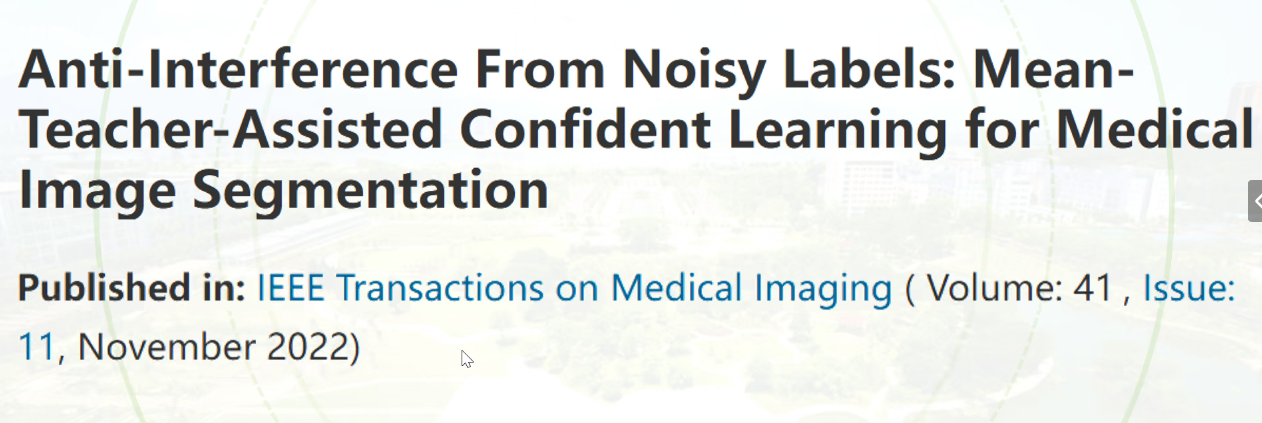 Anti-Interference From Noisy Labels: Mean-
Teacher-Assisted Confident Learning for Medical
Image Segmentation
Published in: IEEE Transactions on Medical Imaging ( Volume: 41 , Issue:
11, November 2022)